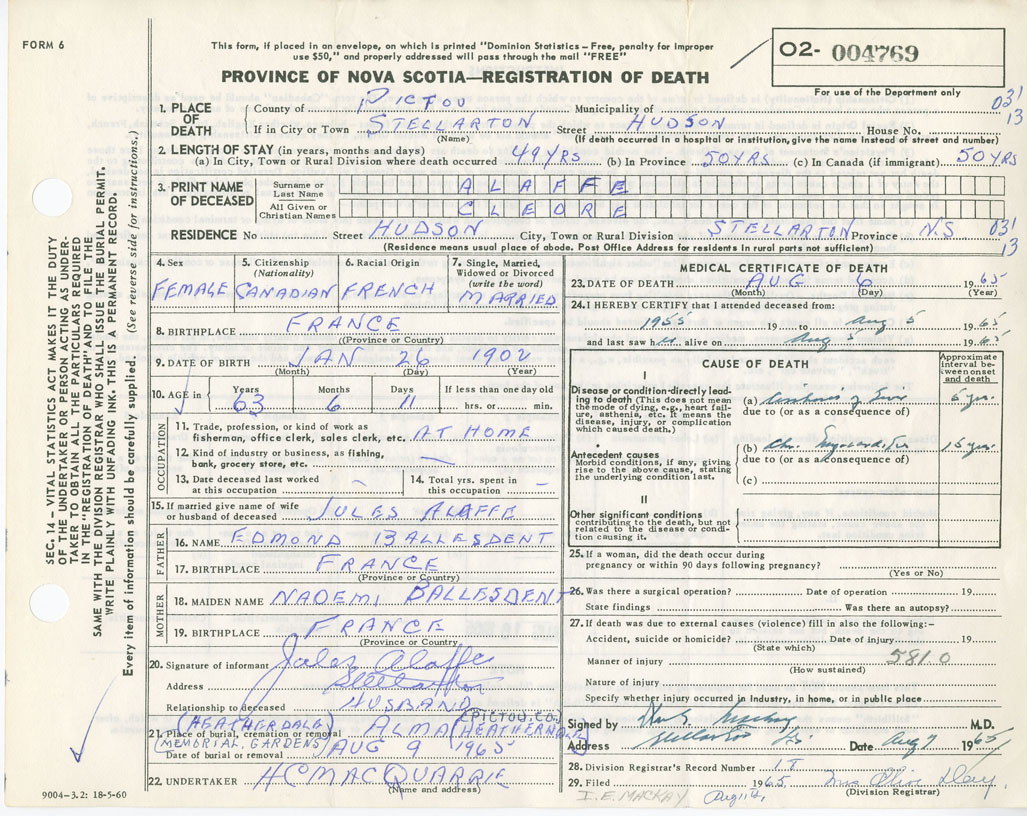 FORM 6
This form, if placed in an envelope, on which is printed "Dominion Statistics – Free, penalty for improper
use $50," and properly addressed will pass through the mail "FREE"
PROVINCE OF NOVA SCOTIA—REGISTRATION OF DEATH
02- 004769
For use of the Department only
031
13
SEC. 14 – VITAL STATISTICS ACT MAKES IT THE DUTY
OF THE UNDERTAKER OR PERSON ACTING AS UNDER-
TAKER TO OBTAIN ALL THE PARTICULARS REQUIRED
IN THE "REGISTRATION OF DEATH" AND TO FILE THE
SAME WITH THE DIVISION REGISTRAR WHO SHALL ISSUE THE BURIAL PERMIT.
WRITE PLAINLY WITH UNFADING INK - THIS IS A PERMANENT RECORD.
Every item of information should be carefully supplied. (See reverse side for instructions.)
1. PLACE OF DEATH
County of PICTOU Municipality of
If in City or Town STELLARTON Street HUDSON House No.
(Name) (If death occurred in a hospital or institution, give the name instead of street and number)
2. LENGTH OF STAY (in years, months and days)
(a) In City, Town or Rural Division where death occurred 49 YRS (b) In Province 50 YRS (c) In Canada (if immigrant) 50 YRS
3. PRINT NAME OF DECEASED
Surname or Last Name ALAFFE
All Given or Christian Names CLEORE
RESIDENCE No Street HUDSON City, Town or Rural Division STELLARTON Province N.S 031
13
(Residence means usual place of abode. Post Office Address for residents in rural parts not sufficient)
4. Sex
FEMALE
5. Citizenship
(Nationality)
CANADIAN
6. Racial Origin
FRENCH
7. Single, Married,
Widowed or Divorced
(write the word)
MARRIED
8. BIRTHPLACE FRANCE
(Province or Country)
9. DATE OF BIRTH JAN 26 1902
(Month) (Day) (Year)
10. AGE in
Years Months Days If less than one day old
63 6 11 hrs. or min.
OCCUPATION
11. Trade, profession, or kind of work as
fisherman, office clerk, sales clerk, etc. AT HOME
12. Kind of industry or business, as fishing,
bank, grocery store, etc. —
13. Date deceased last worked
at this occupation
14. Total yrs. spent in
this occupation –
15. If married give name of wife
or husband of deceased JULES ALAFFE
FATHER
16. NAME EDMOND BALLESDENT
17. BIRTHPLACE FRANCE
(Province or Country)
MOTHER
18. MAIDEN NAME NAOEMI BALLESDENT
19. BIRTHPLACE FRANCE
(Province or Country)
20. Signature of informant Jules Alaffe
Address Stellarton
Relationship to deceased HUSBAND
(HEATHERDALE
MEMORIAL GARDENS)
21. Place of burial, cremation or removal ALMA (PICTOU CO.
(HEATHERDALE)
Date of burial or removal AUG 9 1965
22. UNDERTAKER H C MACQUARRIE
(Name and address)
9004-3.2: 18-5-60
MEDICAL CERTIFICATE OF DEATH
23. DATE OF DEATH AUG 6 1965
(Month) (Day) (Year)
24. I HEREBY CERTIFY that I attended deceased from:
1955 19 to Aug 5 1965
and last saw h alive on Aug 5 1965
CAUSE OF DEATH
Approximate
interval be-
tween onset
and death
I
Disease or condition directly lead-
ing to death (This does not mean
the mode of dying, e.g., heart fail-
ure, asthenia, etc. It means the
disease, injury, or complication
which caused death.)
(a) Cirrhosis of liver 5 yr.
due to (or as a consequence of)
Antecedent causes
Morbid conditions, if any, giving
rise to the above cause, stating
the underlying condition last.
(b) Chr. 15 yrs.
due to (or as a consequence of)
(c)
II
Other significant conditions
contributing to the death, but not
related to the disease or condi-
tion causing it.
25. If a woman, did the death occur during
pregnancy or within 90 days following pregnancy?
(Yes or No)
26. Was there a surgical operation? Date of operation 19
State findings Was there an autopsy?
27. If death was due to external causes (violence) fill in also the following:–
Accident, suicide or homicide? Date of injury 19
(State which)
Manner of injury 581.0
(How sustained)
Nature of injury
Specify whether injury occurred in industry, in home, or in public place
Signed by M.D.
Address Stellarton NS Date Aug 7 1965
28. Division Registrar's Record Number 17
29. Filed 1965 Mrs Olive Day
I. E. MACKAY Aug 11 (Division Registrar)